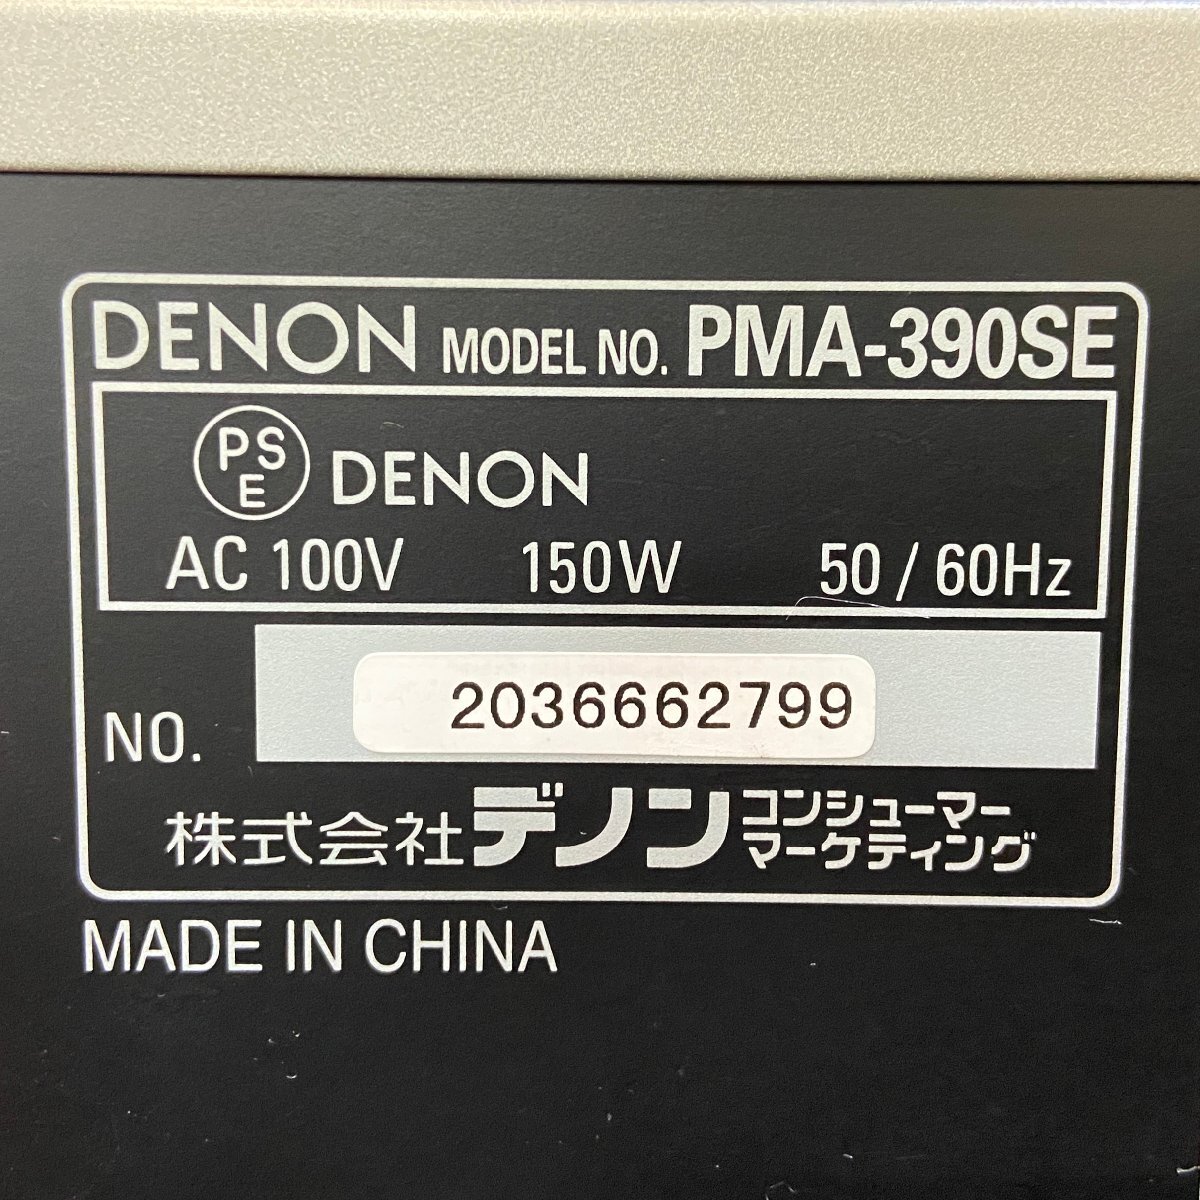 DENON MODEL NO. PMA-390SE
PSE DENON
AC 100V 150W 50 / 60Hz
NO. 2036662799
株式会社デノン コンシューマー
マーケティング
MADE IN CHINA